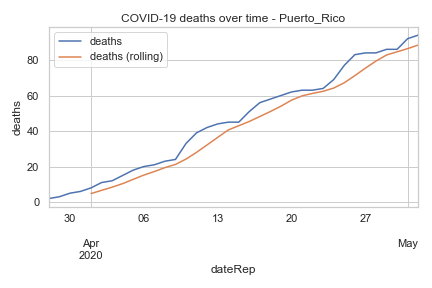 COVID-19 deaths over time - Puerto_Rico
deaths
deaths (rolling)
deaths
80
60
40
20
0
30 06 13 20 27
Apr May
2020
dateRep